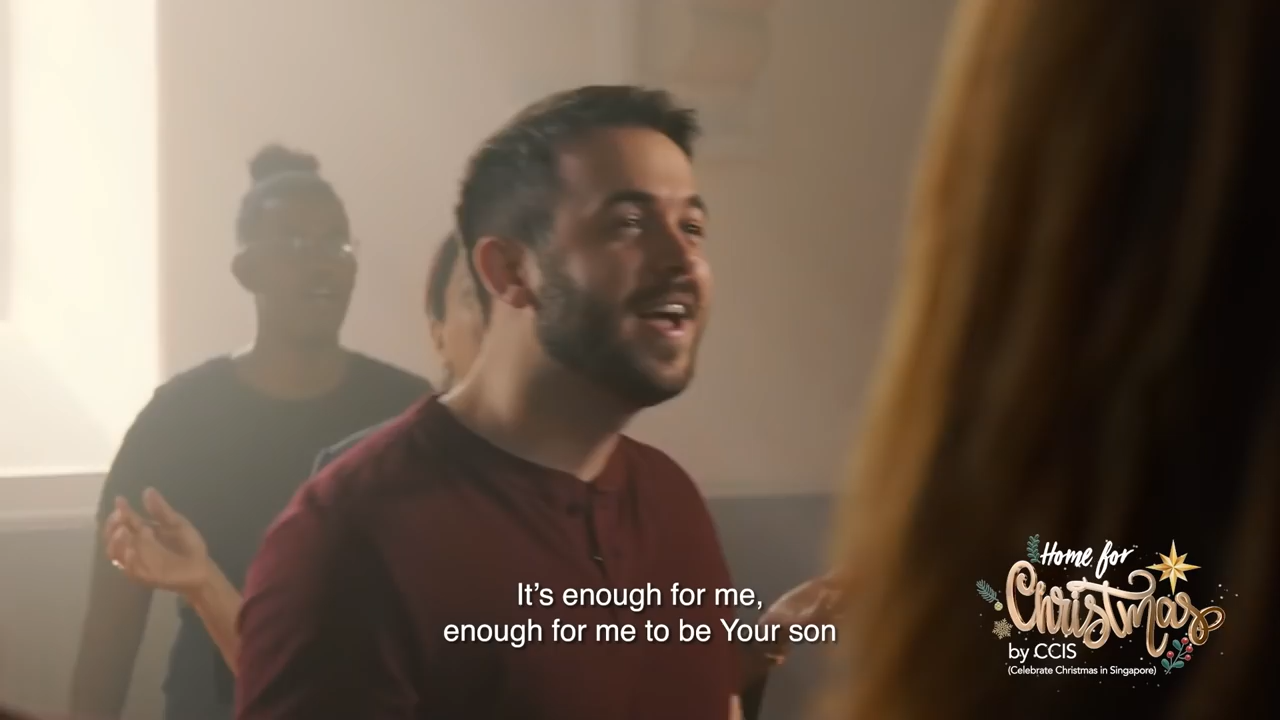 It's enough for me,
enough for me to be Your son
Home for
Christmas
by CCIS
(Celebrate Christmas in Singapore)